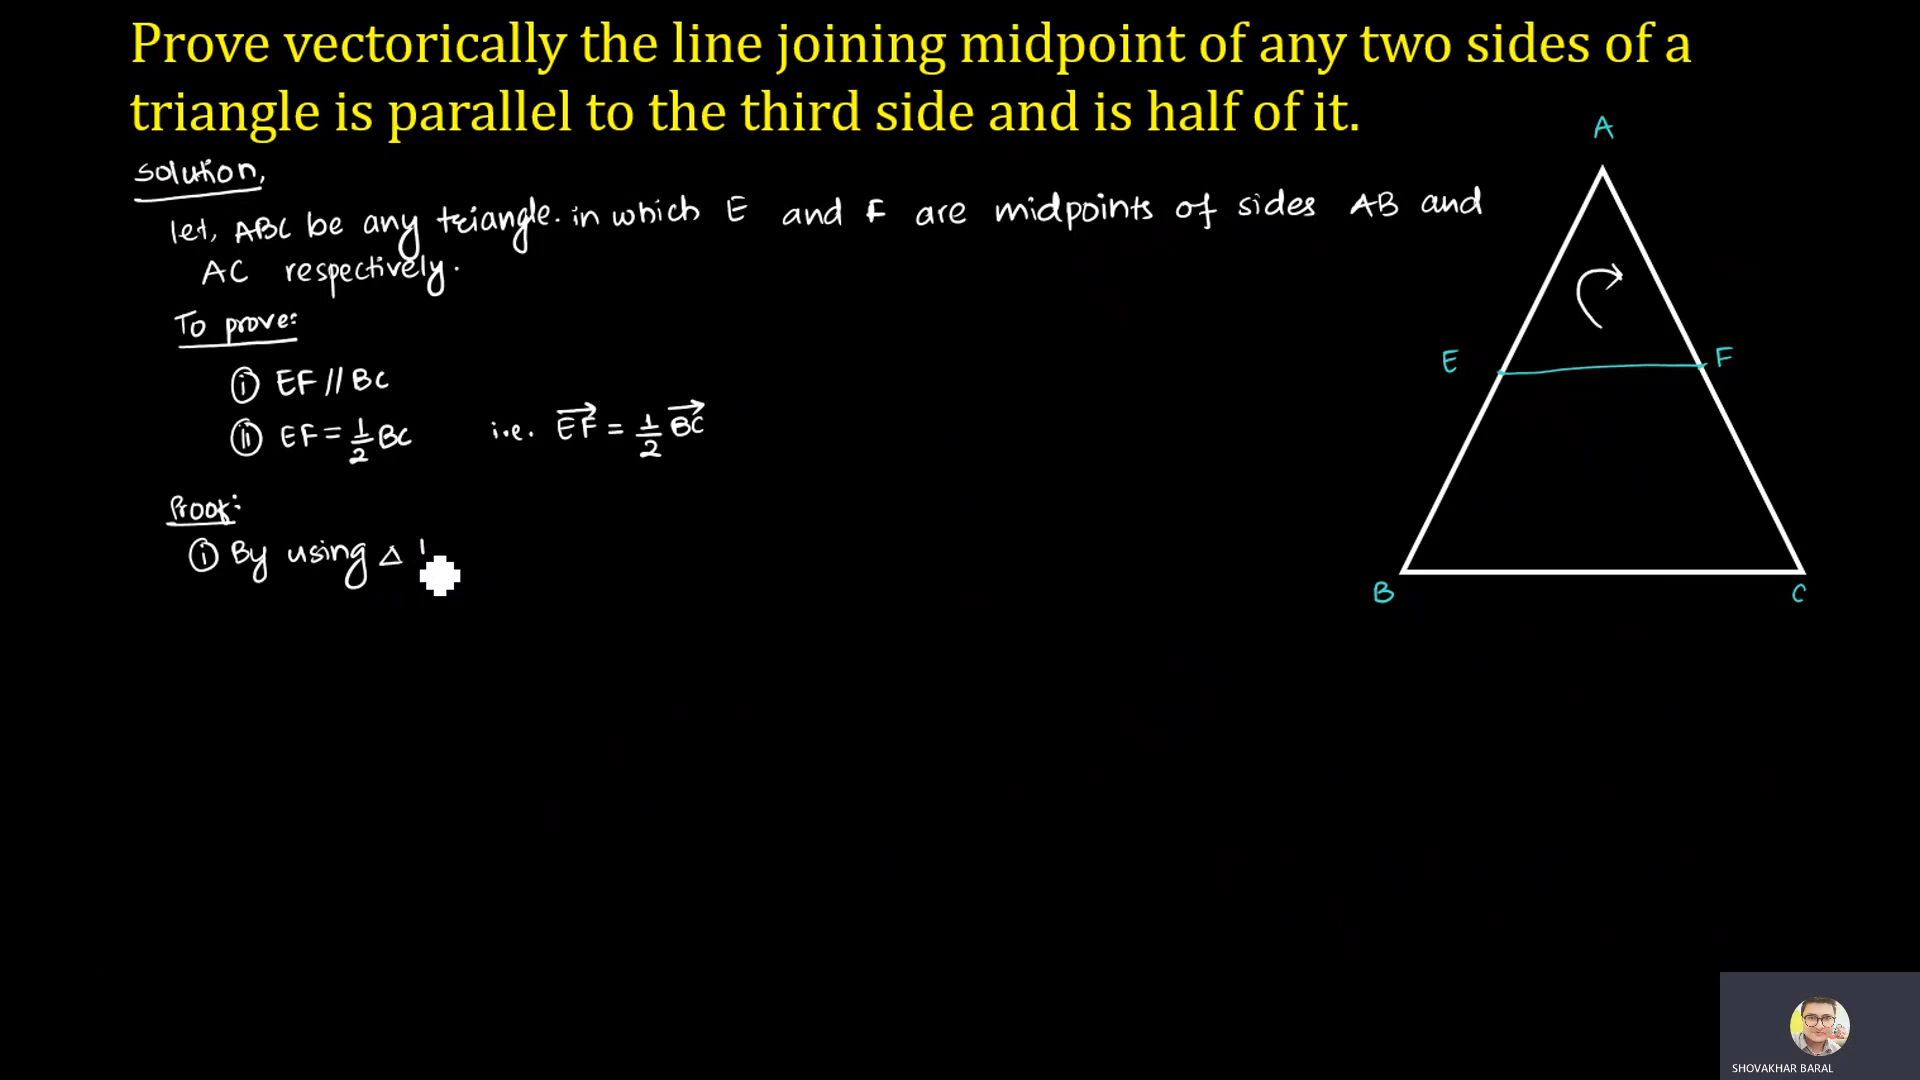 Prove vectorically the line joining midpoint of any two sides of a
triangle is parallel to the third side and is half of it.
Solution,
let, ABC be any triangle. in which E and F are midpoints of sides AB and
AC respectively.
To prove:
(i) EF // BC
(ii) EF = 1/2 BC i.e. EF→ = 1/2 BC→
Proof:
(i) By using △
A
E
F
B
C
SHOVAKHAR BARAL